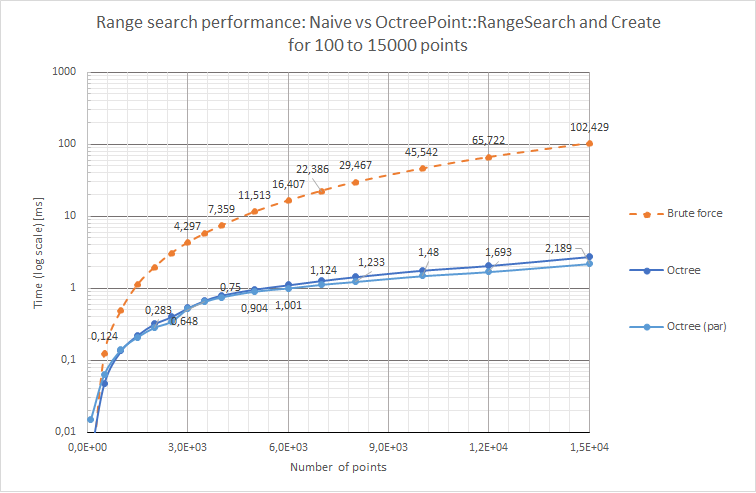 Range search performance: Naive vs OctreePoint::RangeSearch and Create
for 100 to 15000 points
1000
100
10
1
0,1
0,01
Time (log scale) [ms]
0,124
4,297
7,359
11,513
16,407
22,386
29,467
45,542
65,722
102,429
0,283
0,648
0,75
0,904
1,001
1,124
1,233
1,48
1,693
2,189
0,0E+00
3,0E+03
6,0E+03
9,0E+03
1,2E+04
1,5E+04
Number of points
Brute force
Octree
Octree (par)